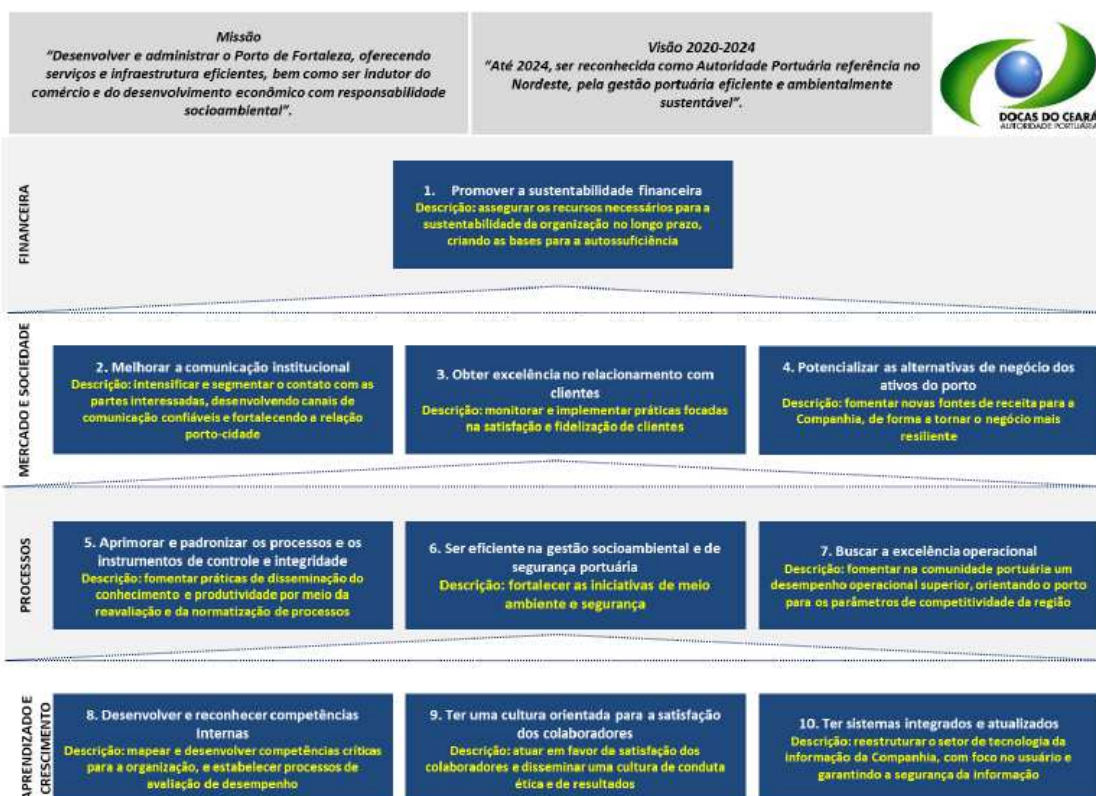 Missão
“Desenvolver e administrar o Porto de Fortaleza, oferecendo
serviços e infraestrutura eficientes, bem como ser indutor do
comércio e do desenvolvimento econômico com responsabilidade
socioambiental”.
Visão 2020-2024
“Até 2024, ser reconhecida como Autoridade Portuária referência no
Nordeste, pela gestão portuária eficiente e ambientalmente
sustentável”.
DOCAS DO CEARÁ
AUTORIDADE PORTUÁRIA
FINANCEIRA
1. Promover a sustentabilidade financeira
Descrição: assegurar os recursos necessários para a
sustentabilidade da organização no longo prazo,
criando as bases para a autossuficiência
MERCADO E SOCIEDADE
2. Melhorar a comunicação institucional
Descrição: intensificar e segmentar o contato com as
partes interessadas, desenvolvendo canais de
comunicação confiáveis e fortalecendo a relação
porto-cidade
3. Obter excelência no relacionamento com
clientes
Descrição: monitorar e implementar práticas focadas
na satisfação e fidelização de clientes
4. Potencializar as alternativas de negócio dos
ativos do porto
Descrição: fomentar novas fontes de receita para a
Companhia, de forma a tornar o negócio mais
resiliente
PROCESSOS
5. Aprimorar e padronizar os processos e os
instrumentos de controle e integridade
Descrição: fomentar práticas de disseminação do
conhecimento e produtividade por meio da
reavaliação e da normatização de processos
6. Ser eficiente na gestão socioambiental e de
segurança portuária
Descrição: fortalecer as iniciativas de meio
ambiente e segurança
7. Buscar a excelência operacional
Descrição: fomentar na comunidade portuária um
desempenho operacional superior, orientando o porto
para os parâmetros de competitividade da região
APRENDIZADO E
CRESCIMENTO
8. Desenvolver e reconhecer competências
Internas
Descrição: mapear e desenvolver competências críticas
para a organização, e estabelecer processos de
avaliação de desempenho
9. Ter uma cultura orientada para a satisfação
dos colaboradores
Descrição: atuar em favor da satisfação dos
colaboradores e disseminar uma cultura de conduta
ética e de resultados
10. Ter sistemas integrados e atualizados
Descrição: reestruturar o setor de tecnologia da
informação da Companhia, com foco no usuário e
garantindo a segurança da informação